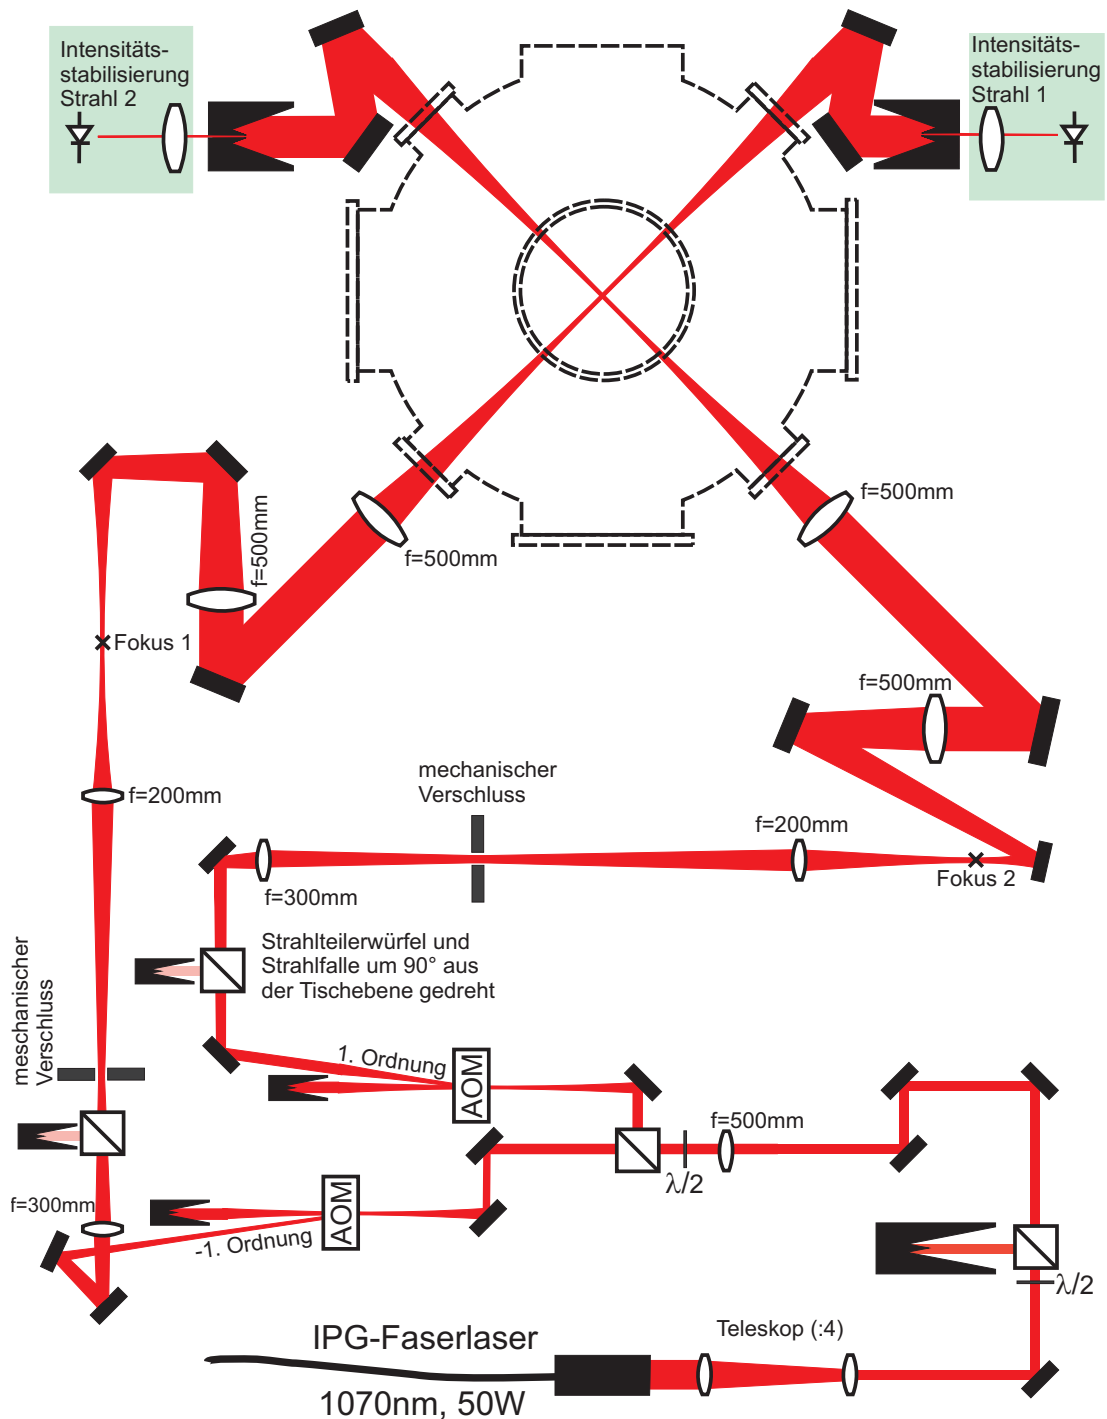 Intensitäts-
stabilisierung
Strahl 2
Intensitäts-
stabilisierung
Strahl 1
f=500mm
f=500mm
f=500mm
Fokus 1
f=500mm
f=200mm
mechanischer
Verschluss
f=200mm
Fokus 2
f=300mm
Strahlteilerwürfel und
Strahlfalle um 90° aus
der Tischebene gedreht
meschanischer
Verschluss
1. Ordnung
AOM
f=500mm
λ/2
f=300mm
AOM
-1. Ordnung
λ/2
IPG-Faserlaser
1070nm, 50W
Teleskop (:4)